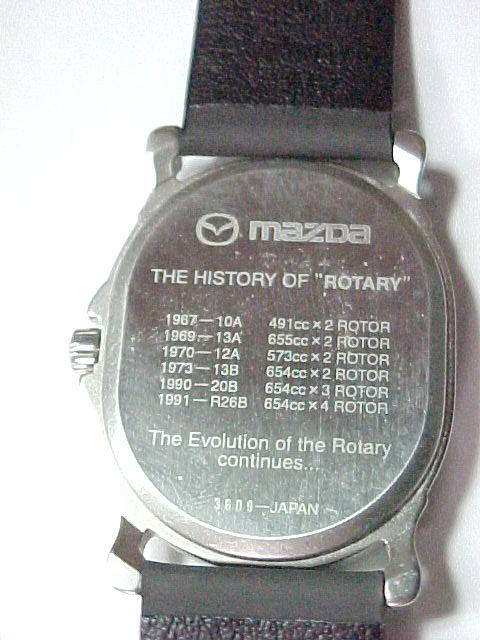 mazda
THE HISTORY OF "ROTARY"
1967—10A 491cc×2 ROTOR
1969—13A 655cc×2 ROTOR
1970—12A 573cc×2 ROTOR
1973—13B 654cc×2 ROTOR
1990—20B 654cc×3 ROTOR
1991—R26B 654cc×4 ROTOR
The Evolution of the Rotary
continues...
3609—JAPAN